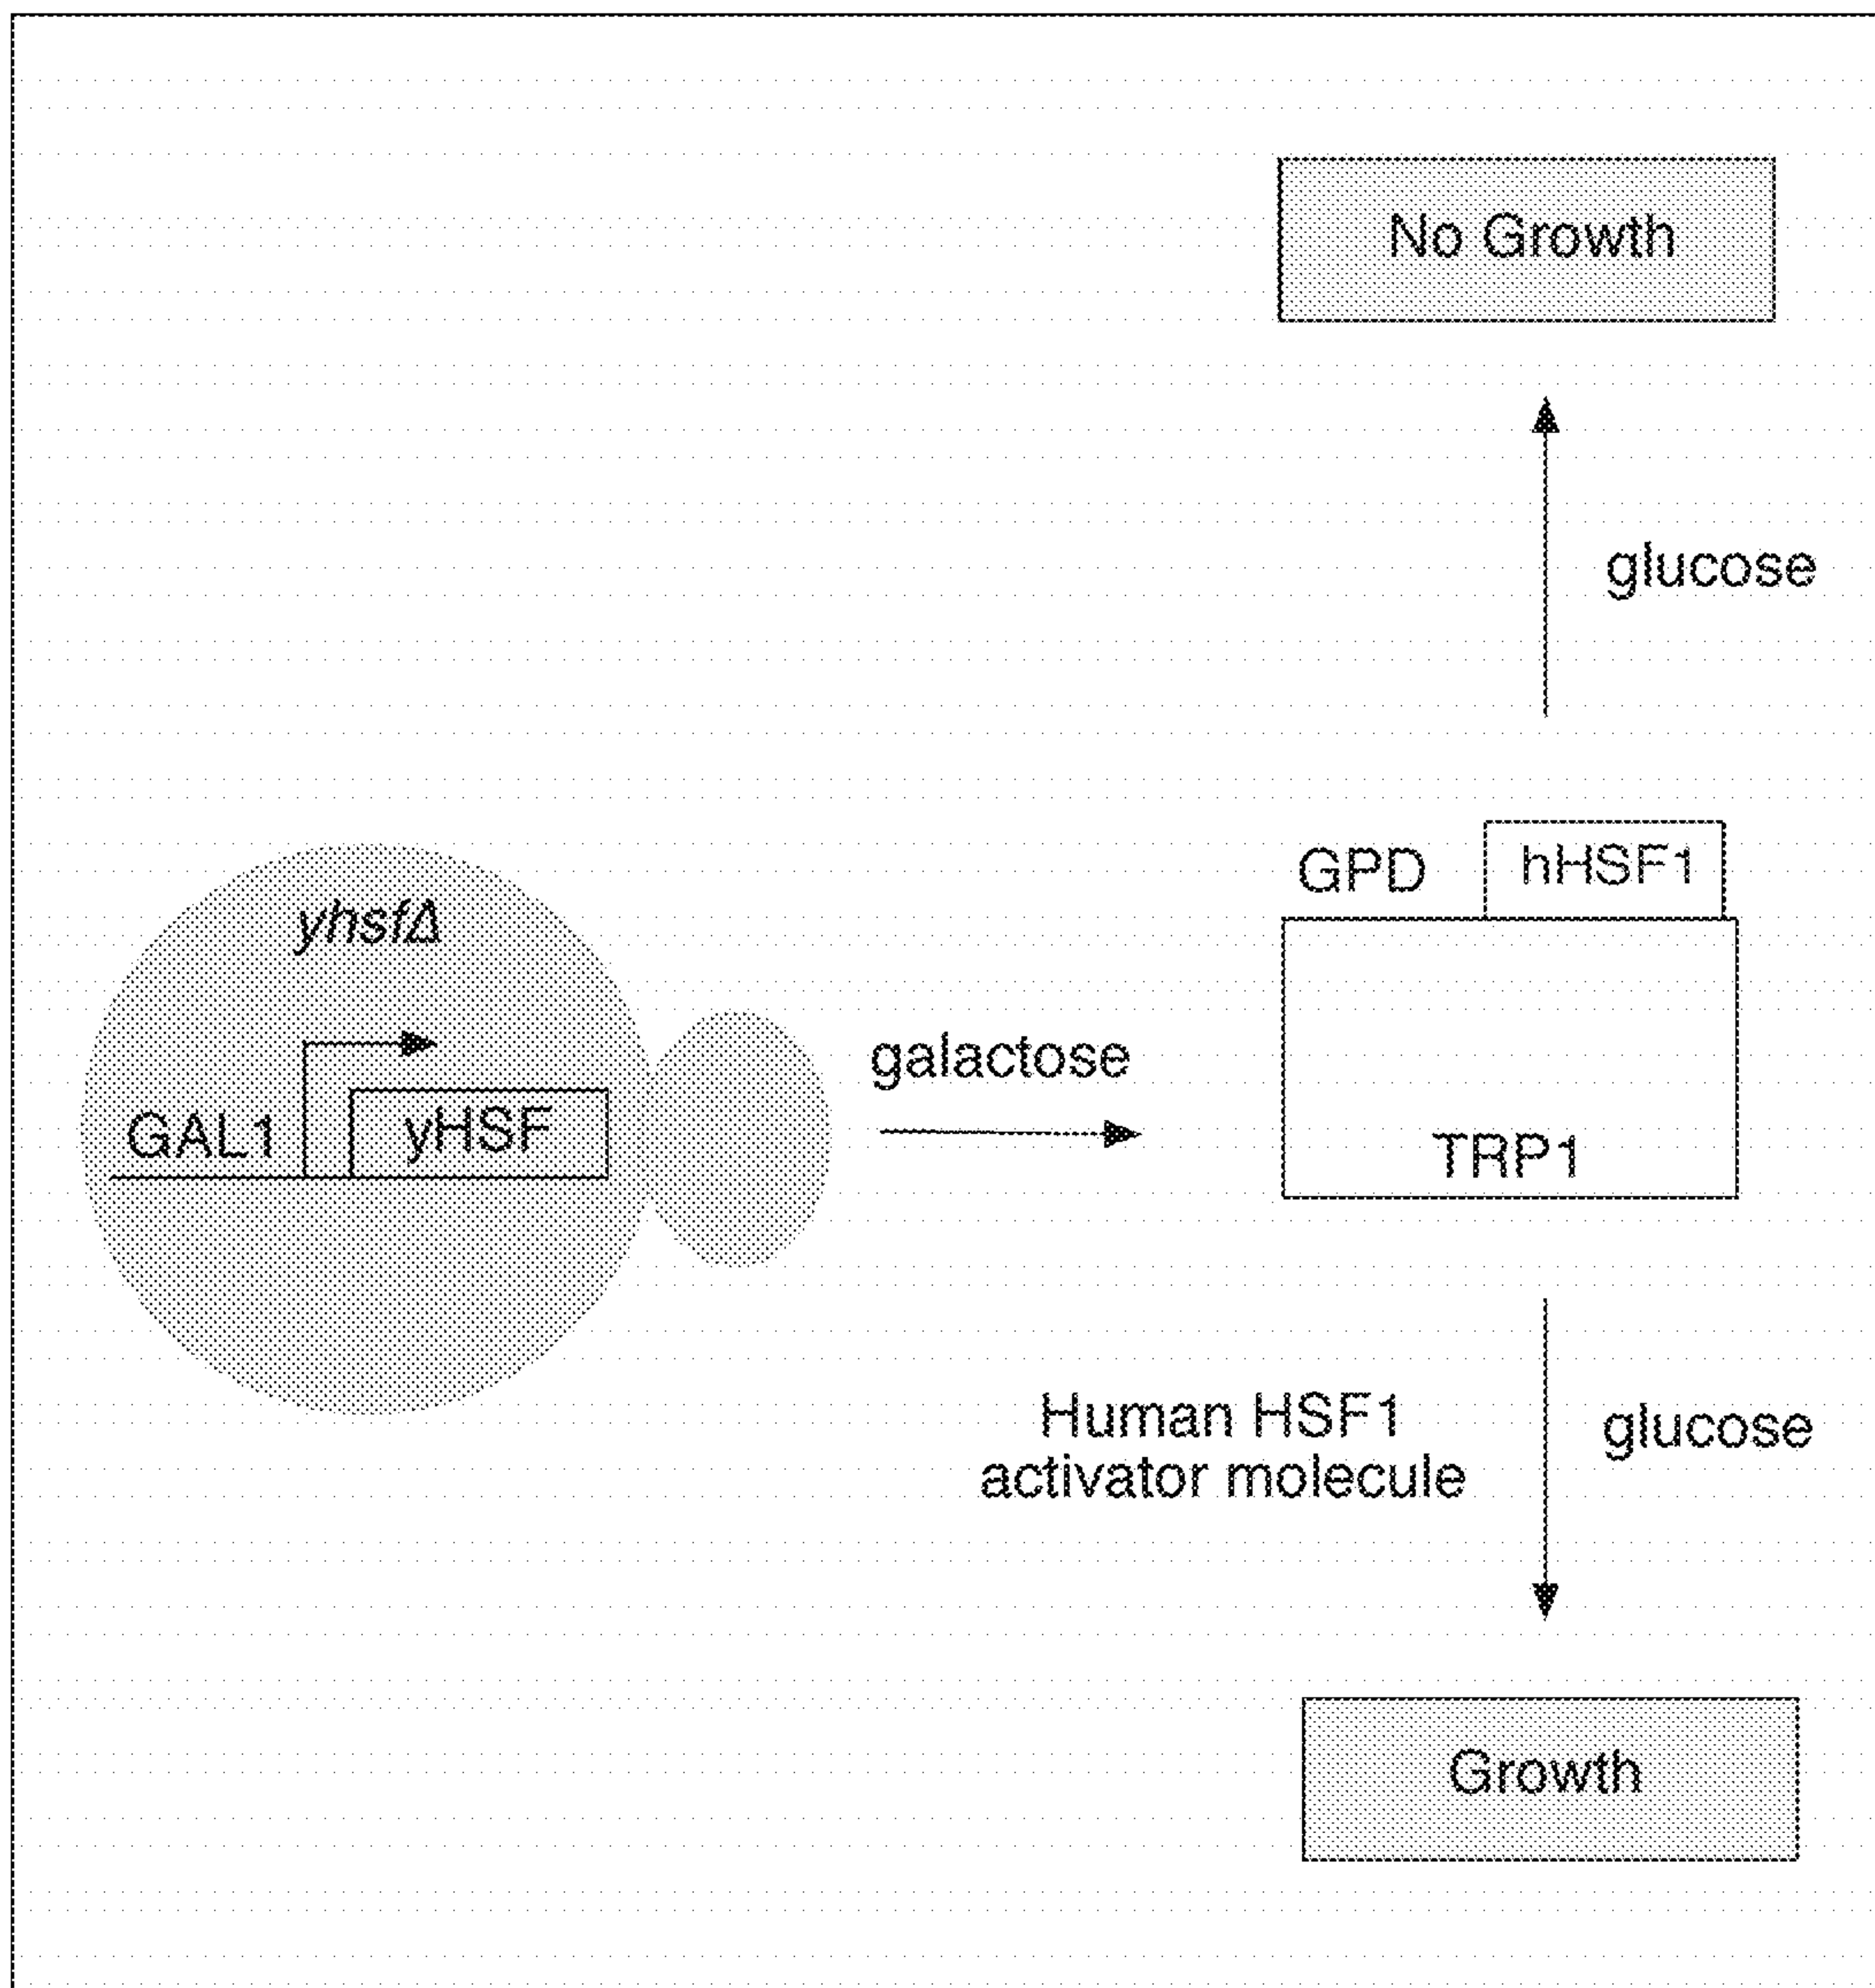 No Growth
glucose
GPD
hHSF1
yhsfΔ
galactose
GAL1
yHSF
TRP1
Human HSF1
activator molecule
glucose
Growth